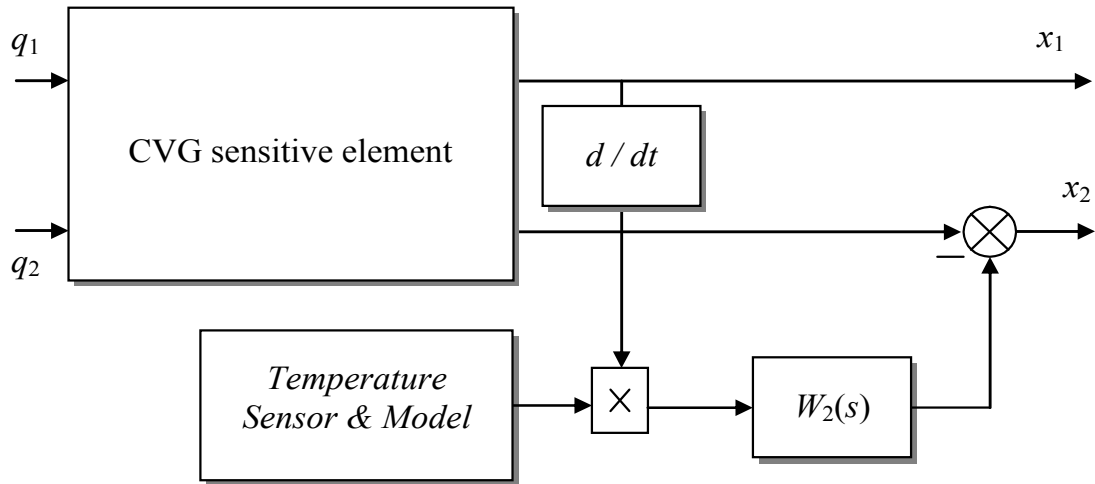 q1
x1
CVG sensitive element
d / dt
x2
q2
–
Temperature
Sensor & Model
×
W2(s)